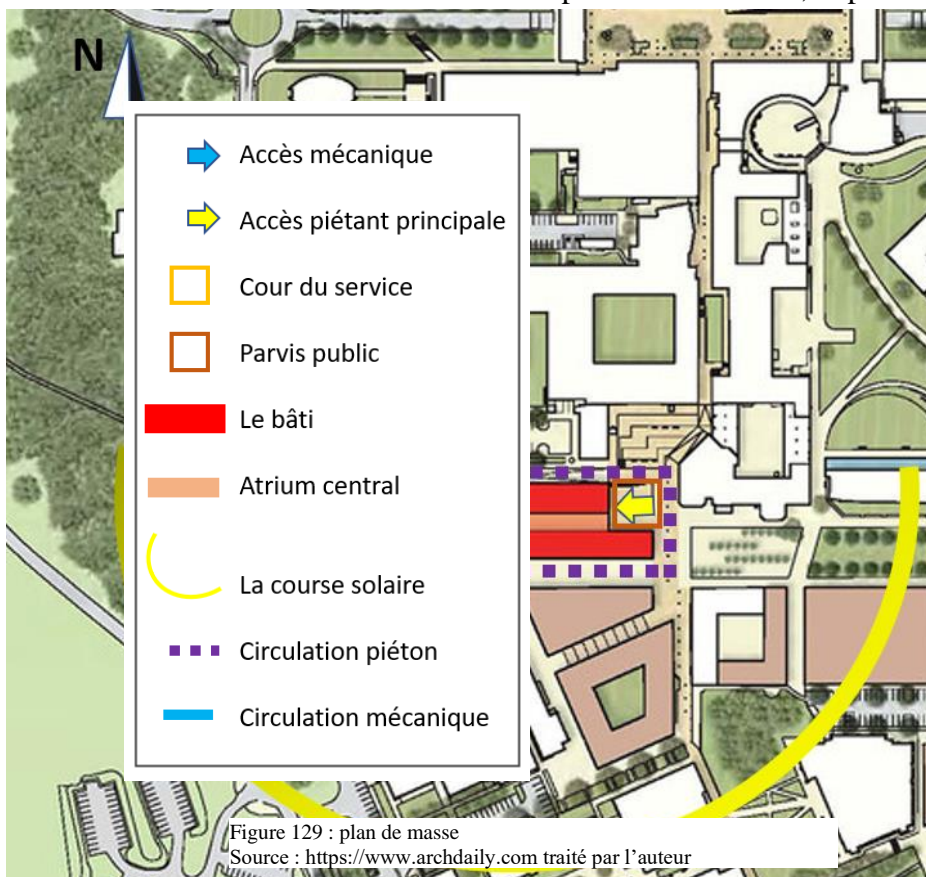 N
Accès mécanique
Accès piétant principale
Cour du service
Parvis public
Le bâti
Atrium central
La course solaire
Circulation piéton
Circulation mécanique
Figure 129 : plan de masse
Source : https://www.archdaily.com traité par l’auteur